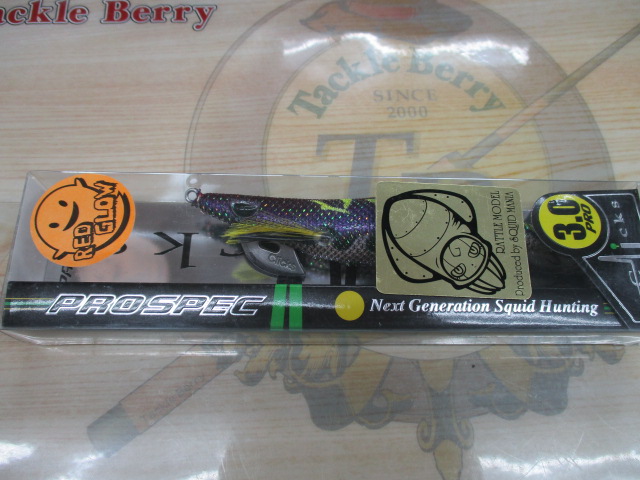 Tackle Berry
Tackle Berry
SINCE
2000
RED
GLOW
RATTLE MODEL
Produced by SQUID MANIA
3.0
PRO
PROSPEC
Next Generation Squid Hunting